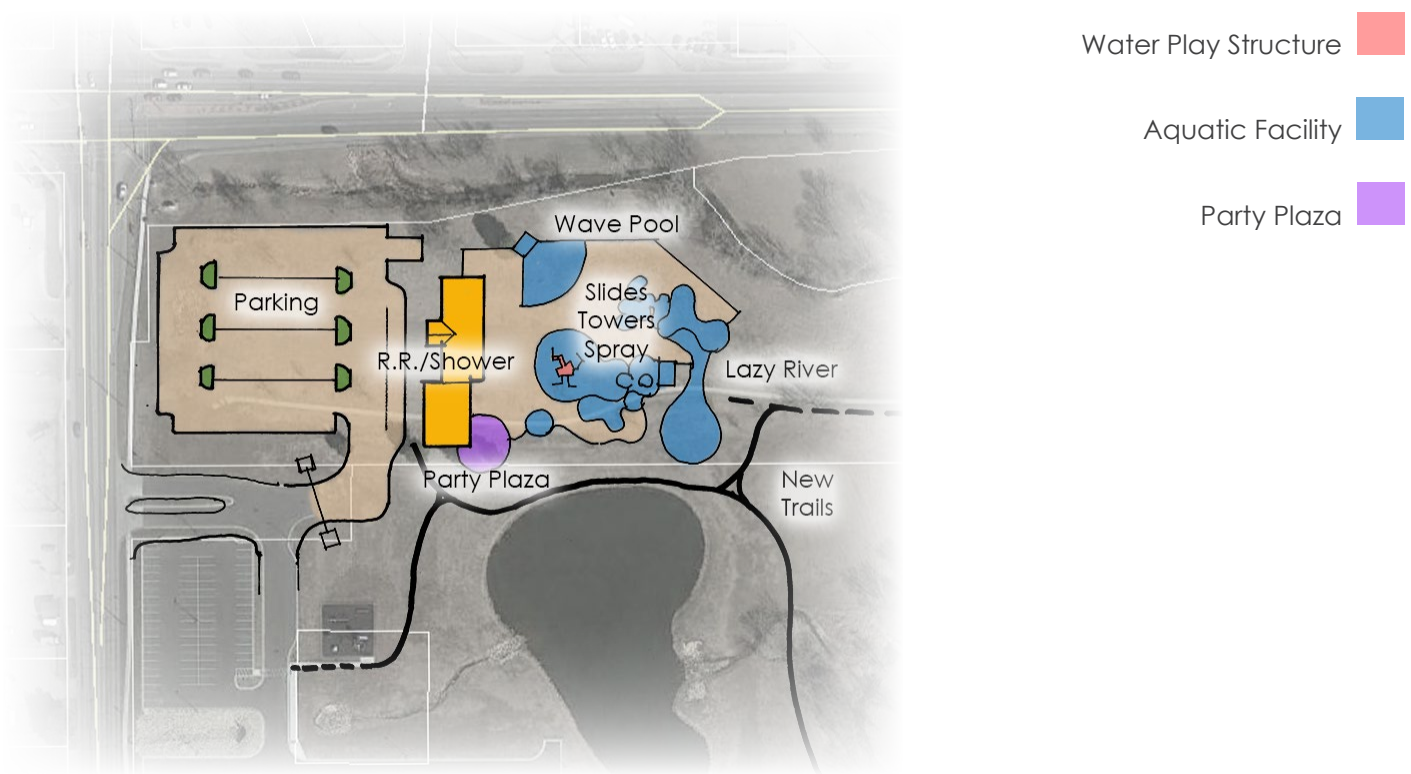 Water Play Structure
Aquatic Facility
Party Plaza
Wave Pool
Parking
Slides
Towers
Spray
R.R./Shower
Lazy River
Party Plaza
New
Trails